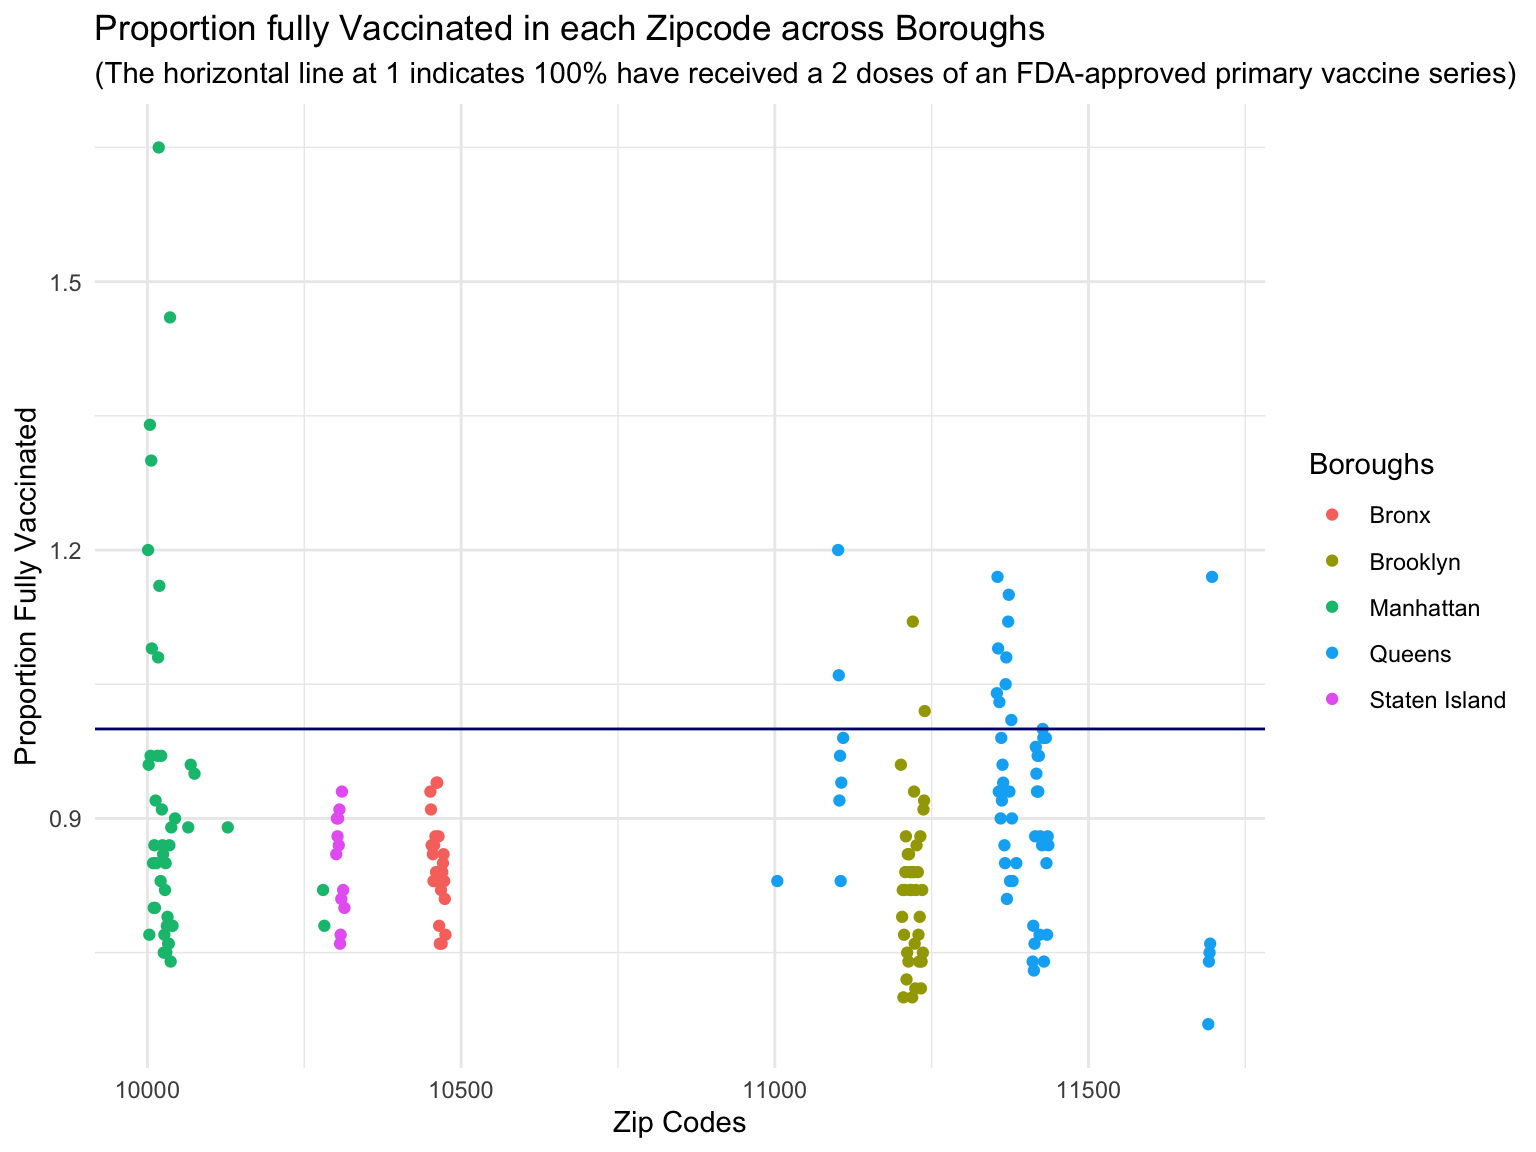 Proportion fully Vaccinated in each Zipcode across Boroughs
(The horizontal line at 1 indicates 100% have received a 2 doses of an FDA-approved primary vaccine series)
Proportion Fully Vaccinated
1.5
1.2
0.9
10000
10500
11000
11500
Zip Codes
Boroughs
Bronx
Brooklyn
Manhattan
Queens
Staten Island